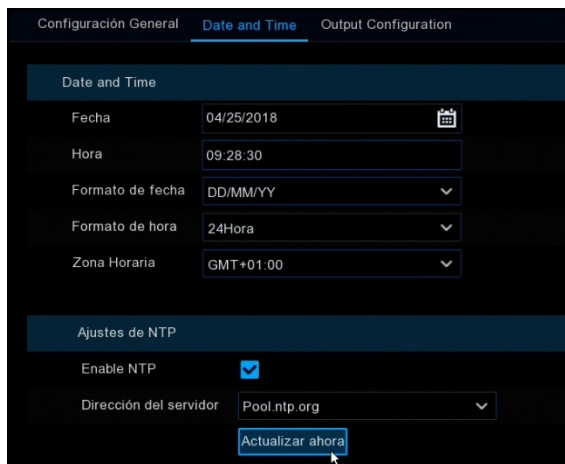 Configuración General Date and Time Output Configuration
Date and Time
Fecha 04/25/2018
Hora 09:28:30
Formato de fecha DD/MM/YY
Formato de hora 24Hora
Zona Horaria GMT+01:00
Ajustes de NTP
Enable NTP
Dirección del servidor Pool.ntp.org
Actualizar ahora